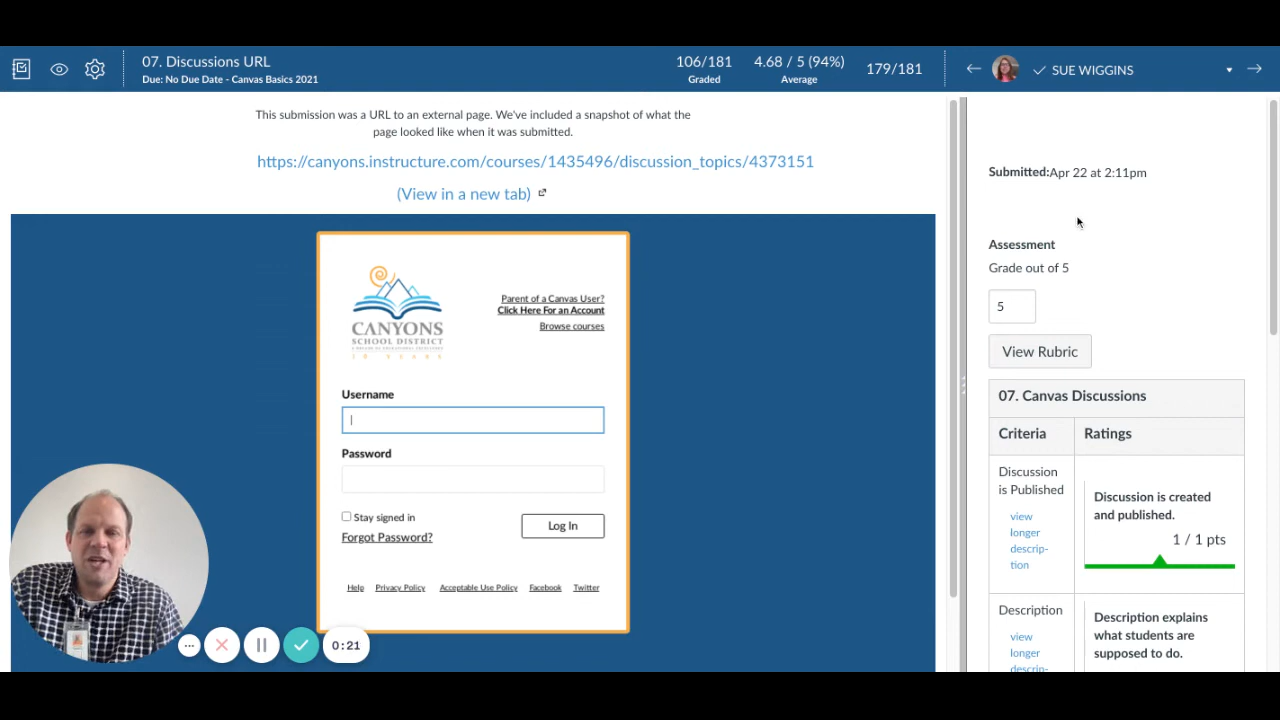 07. Discussions URL
Due: No Due Date - Canvas Basics 2021
106/181
Graded
4.68 / 5 (94%)
Average
179/181
SUE WIGGINS
This submission was a URL to an external page. We've included a snapshot of what the
page looked like when it was submitted.
https://canyons.instructure.com/courses/1435496/discussion_topics/4373151
(View in a new tab)
CANYONS
SCHOOL DISTRICT
Parent of a Canvas User?
Click Here For an Account
Browse courses
Username
Password
Stay signed in
Forgot Password?
Log In
Help Privacy Policy Acceptable Use Policy Facebook Twitter
0:21
Submitted:Apr 22 at 2:11pm
Assessment
Grade out of 5
5
View Rubric
07. Canvas Discussions
Criteria Ratings
Discussion
is Published
view
longer
descrip-
tion
Discussion is created
and published.
1 / 1 pts
Description
view
longer
descrip-
Description explains
what students are
supposed to do.